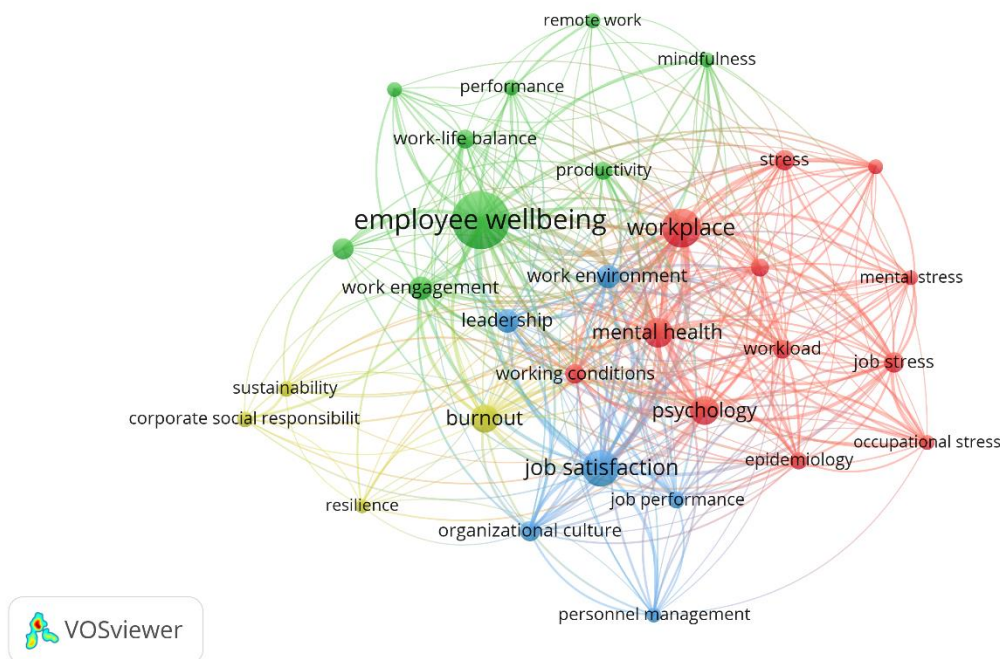 remote work
mindfulness
performance
work-life balance
stress
productivity
employee wellbeing
workplace
work environment
mental stress
work engagement
leadership
mental health
workload
job stress
working conditions
sustainability
corporate social responsibilit
burnout
psychology
occupational stress
epidemiology
job satisfaction
job performance
resilience
organizational culture
personnel management
VOSviewer